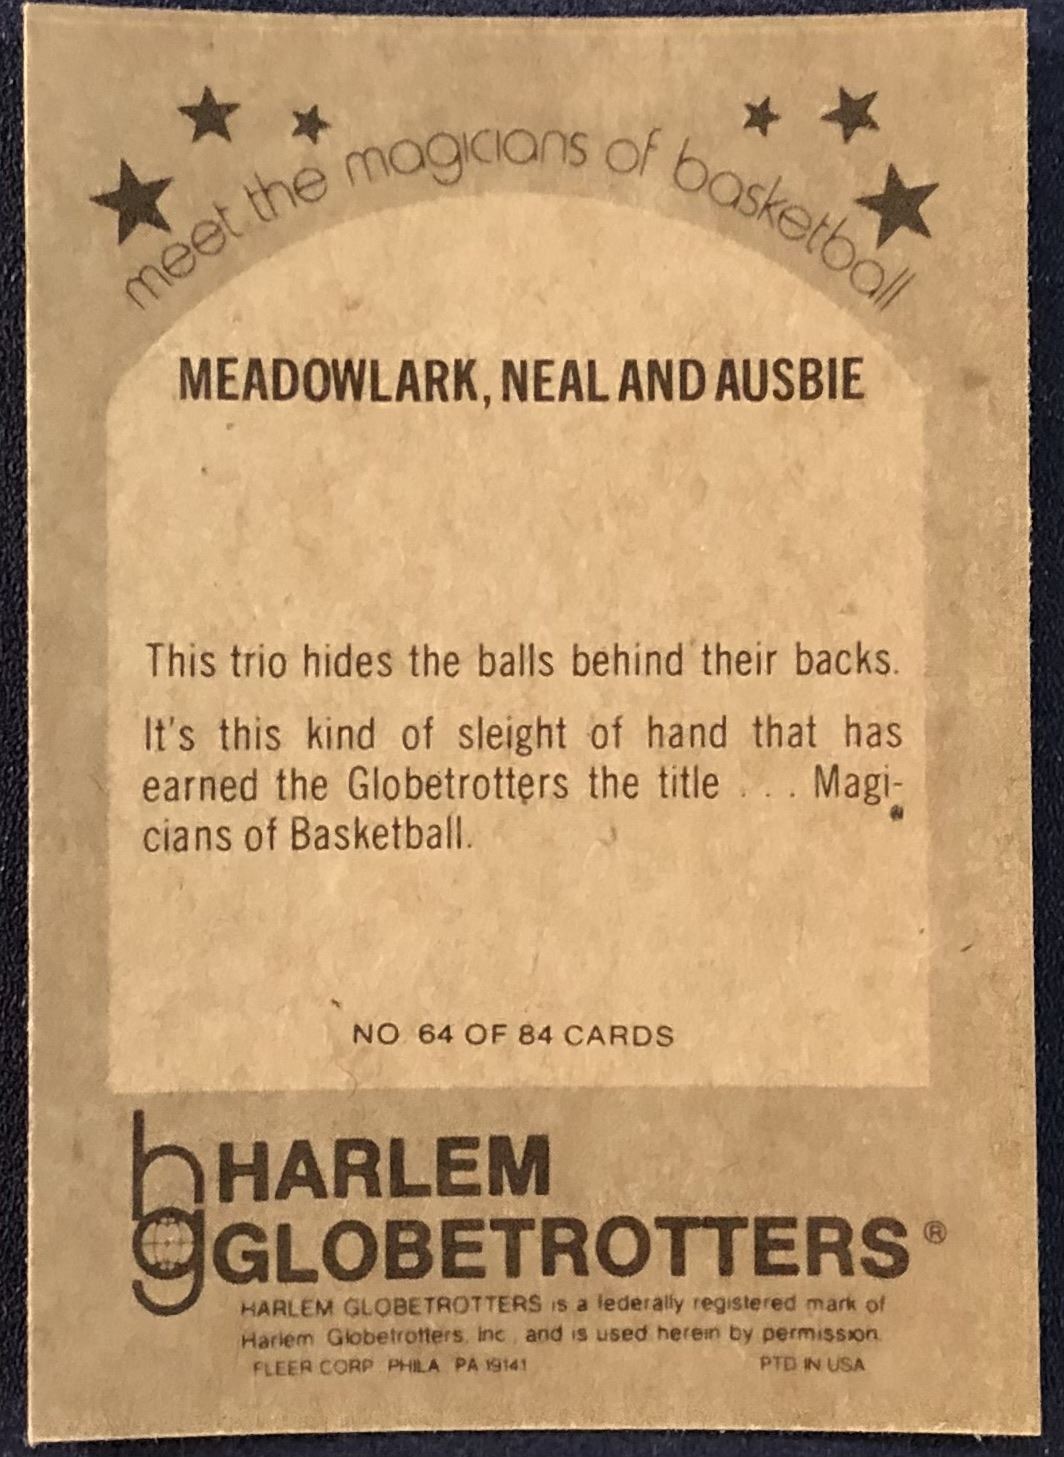 meet the magicians of basketball
MEADOWLARK, NEAL AND AUSBIE
This trio hides the balls behind their backs.
It's this kind of sleight of hand that has
earned the Globetrotters the title . . . Magi-
cians of Basketball.
NO 64 OF 84 CARDS
hg
HARLEM
GLOBETROTTERS ®
HARLEM GLOBETROTTERS is a federally registered mark of
Harlem Globetrotters, Inc. and is used herein by permission.
FLEER CORP PHILA PA 19141 PTD IN USA